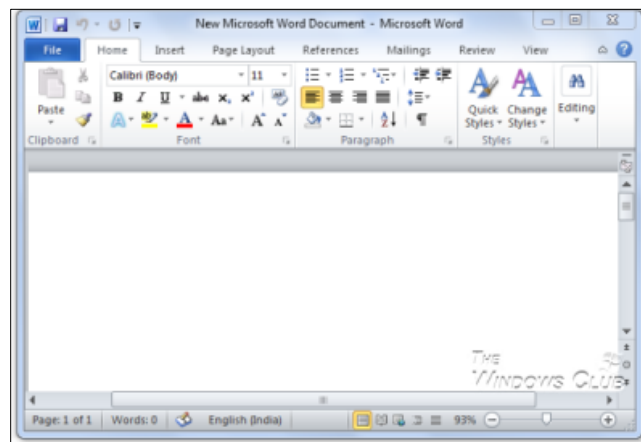 W New Microsoft Word Document - Microsoft Word
File Home Insert Page Layout References Mailings Review View
Calibri (Body) 11
Paste
B I U abc x, x²
A ab A Aa A A
Quick Styles Change Styles Editing
Clipboard Font Paragraph Styles
THE
WINDOWS CLUB
Page: 1 of 1 Words: 0 English (India) 93%